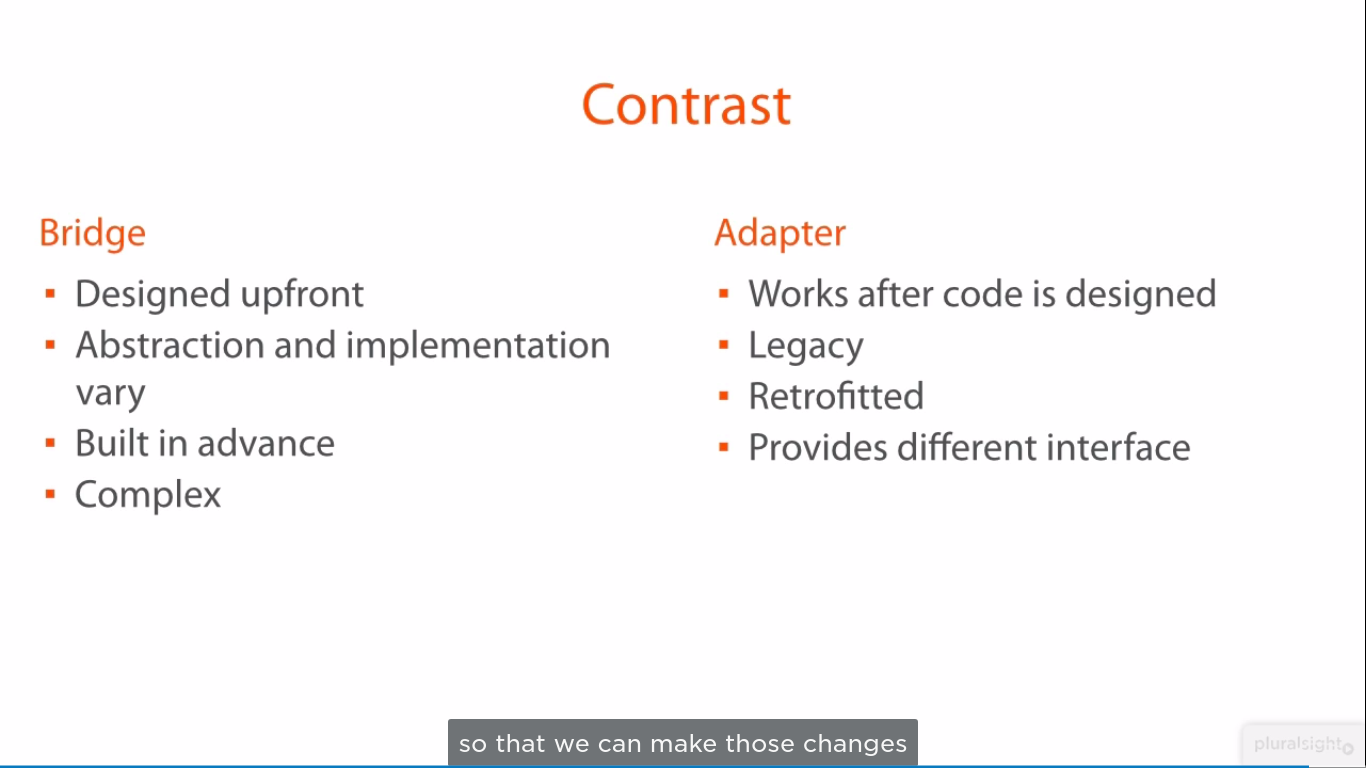 Contrast
Bridge
▪ Designed upfront
▪ Abstraction and implementation
vary
▪ Built in advance
▪ Complex
Adapter
▪ Works after code is designed
▪ Legacy
▪ Retrofitted
▪ Provides different interface
so that we can make those changes
pluralsight